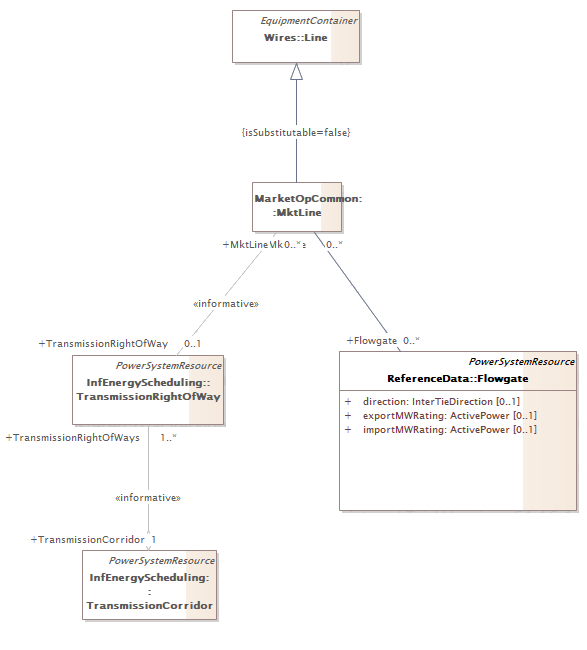 EquipmentContainer
Wires::Line
{isSubstitutable=false}
MarketOpCommon:
:MktLine
+MktLine
0..*
0..*
«informative»
+TransmissionRightOfWay 0..1
+Flowgate 0..*
PowerSystemResource
InfEnergyScheduling::
TransmissionRightOfWay
PowerSystemResource
ReferenceData::Flowgate
+ direction: InterTieDirection [0..1]
+ exportMWRating: ActivePower [0..1]
+ importMWRating: ActivePower [0..1]
+TransmissionRightOfWays 1..*
«informative»
+TransmissionCorridor 1
PowerSystemResource
InfEnergyScheduling:
:
TransmissionCorridor